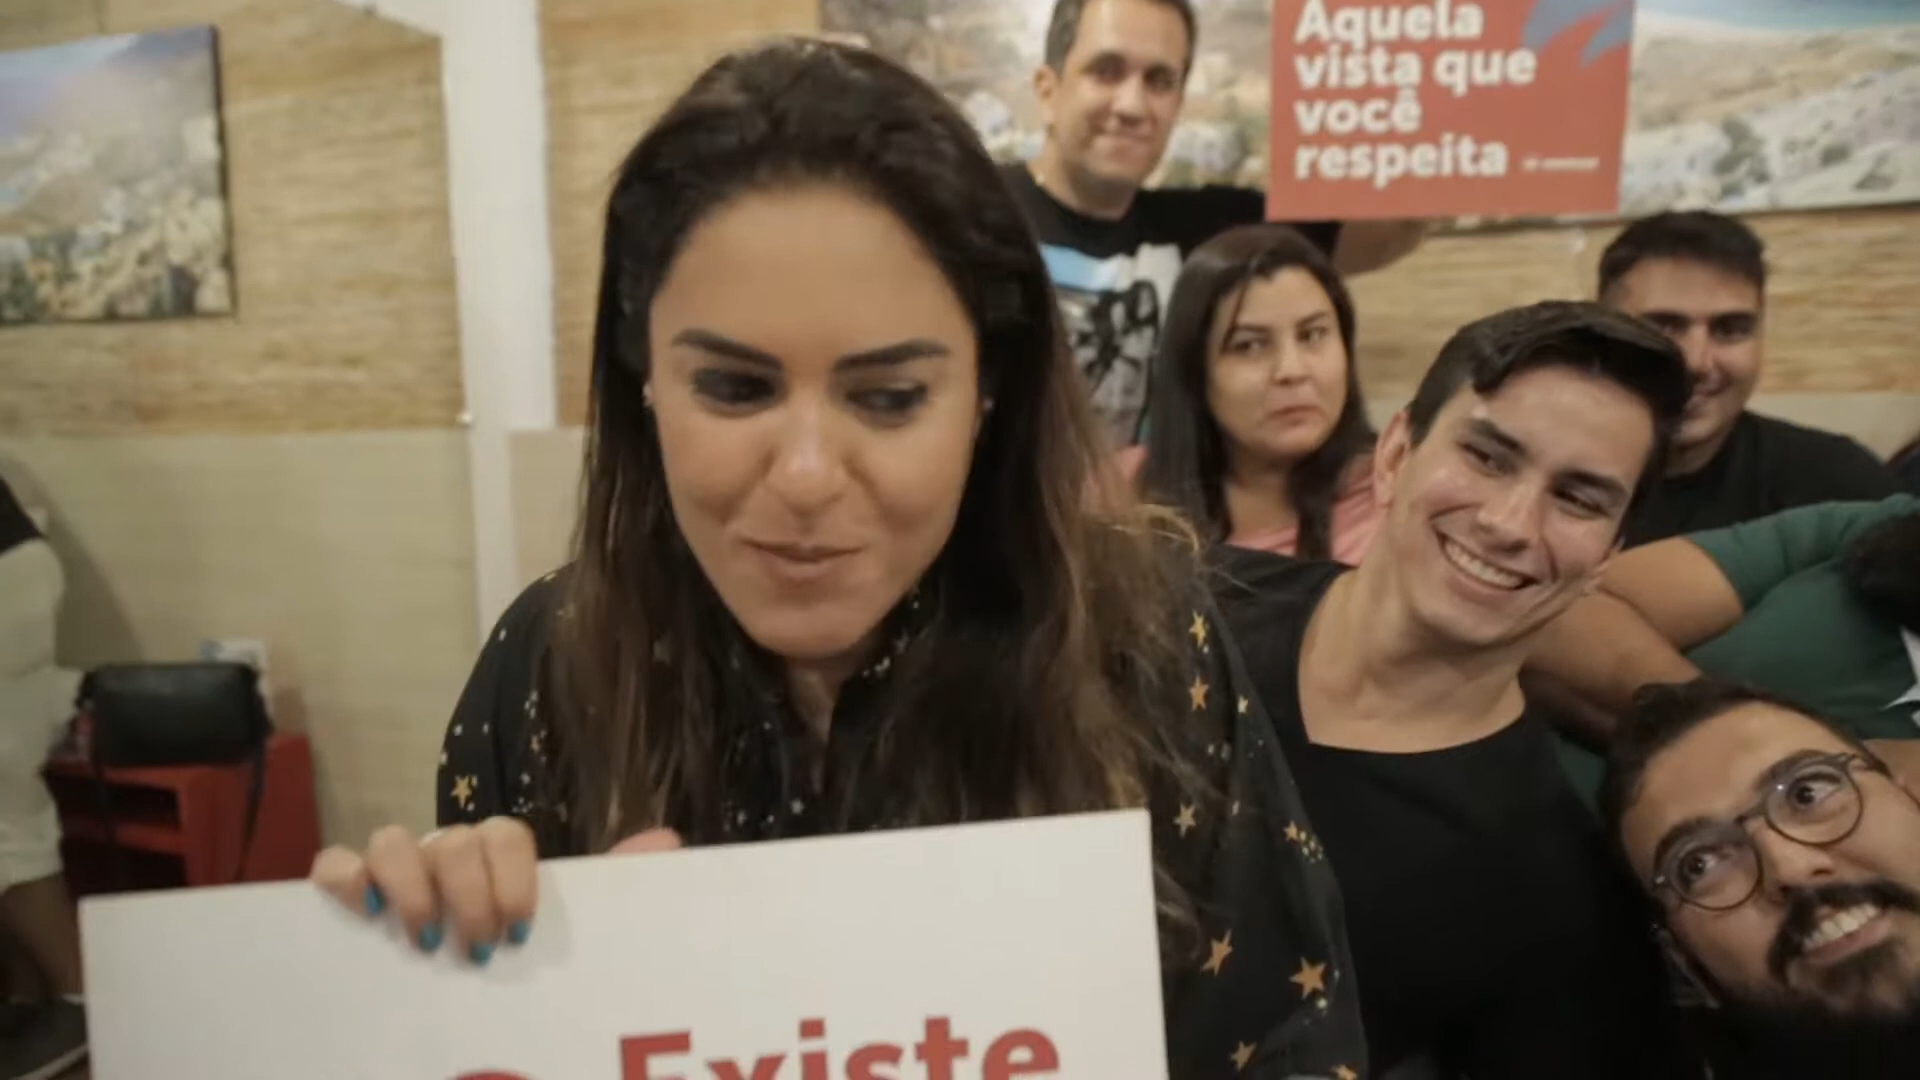 Aquela
vista que
você
respeita
Existe